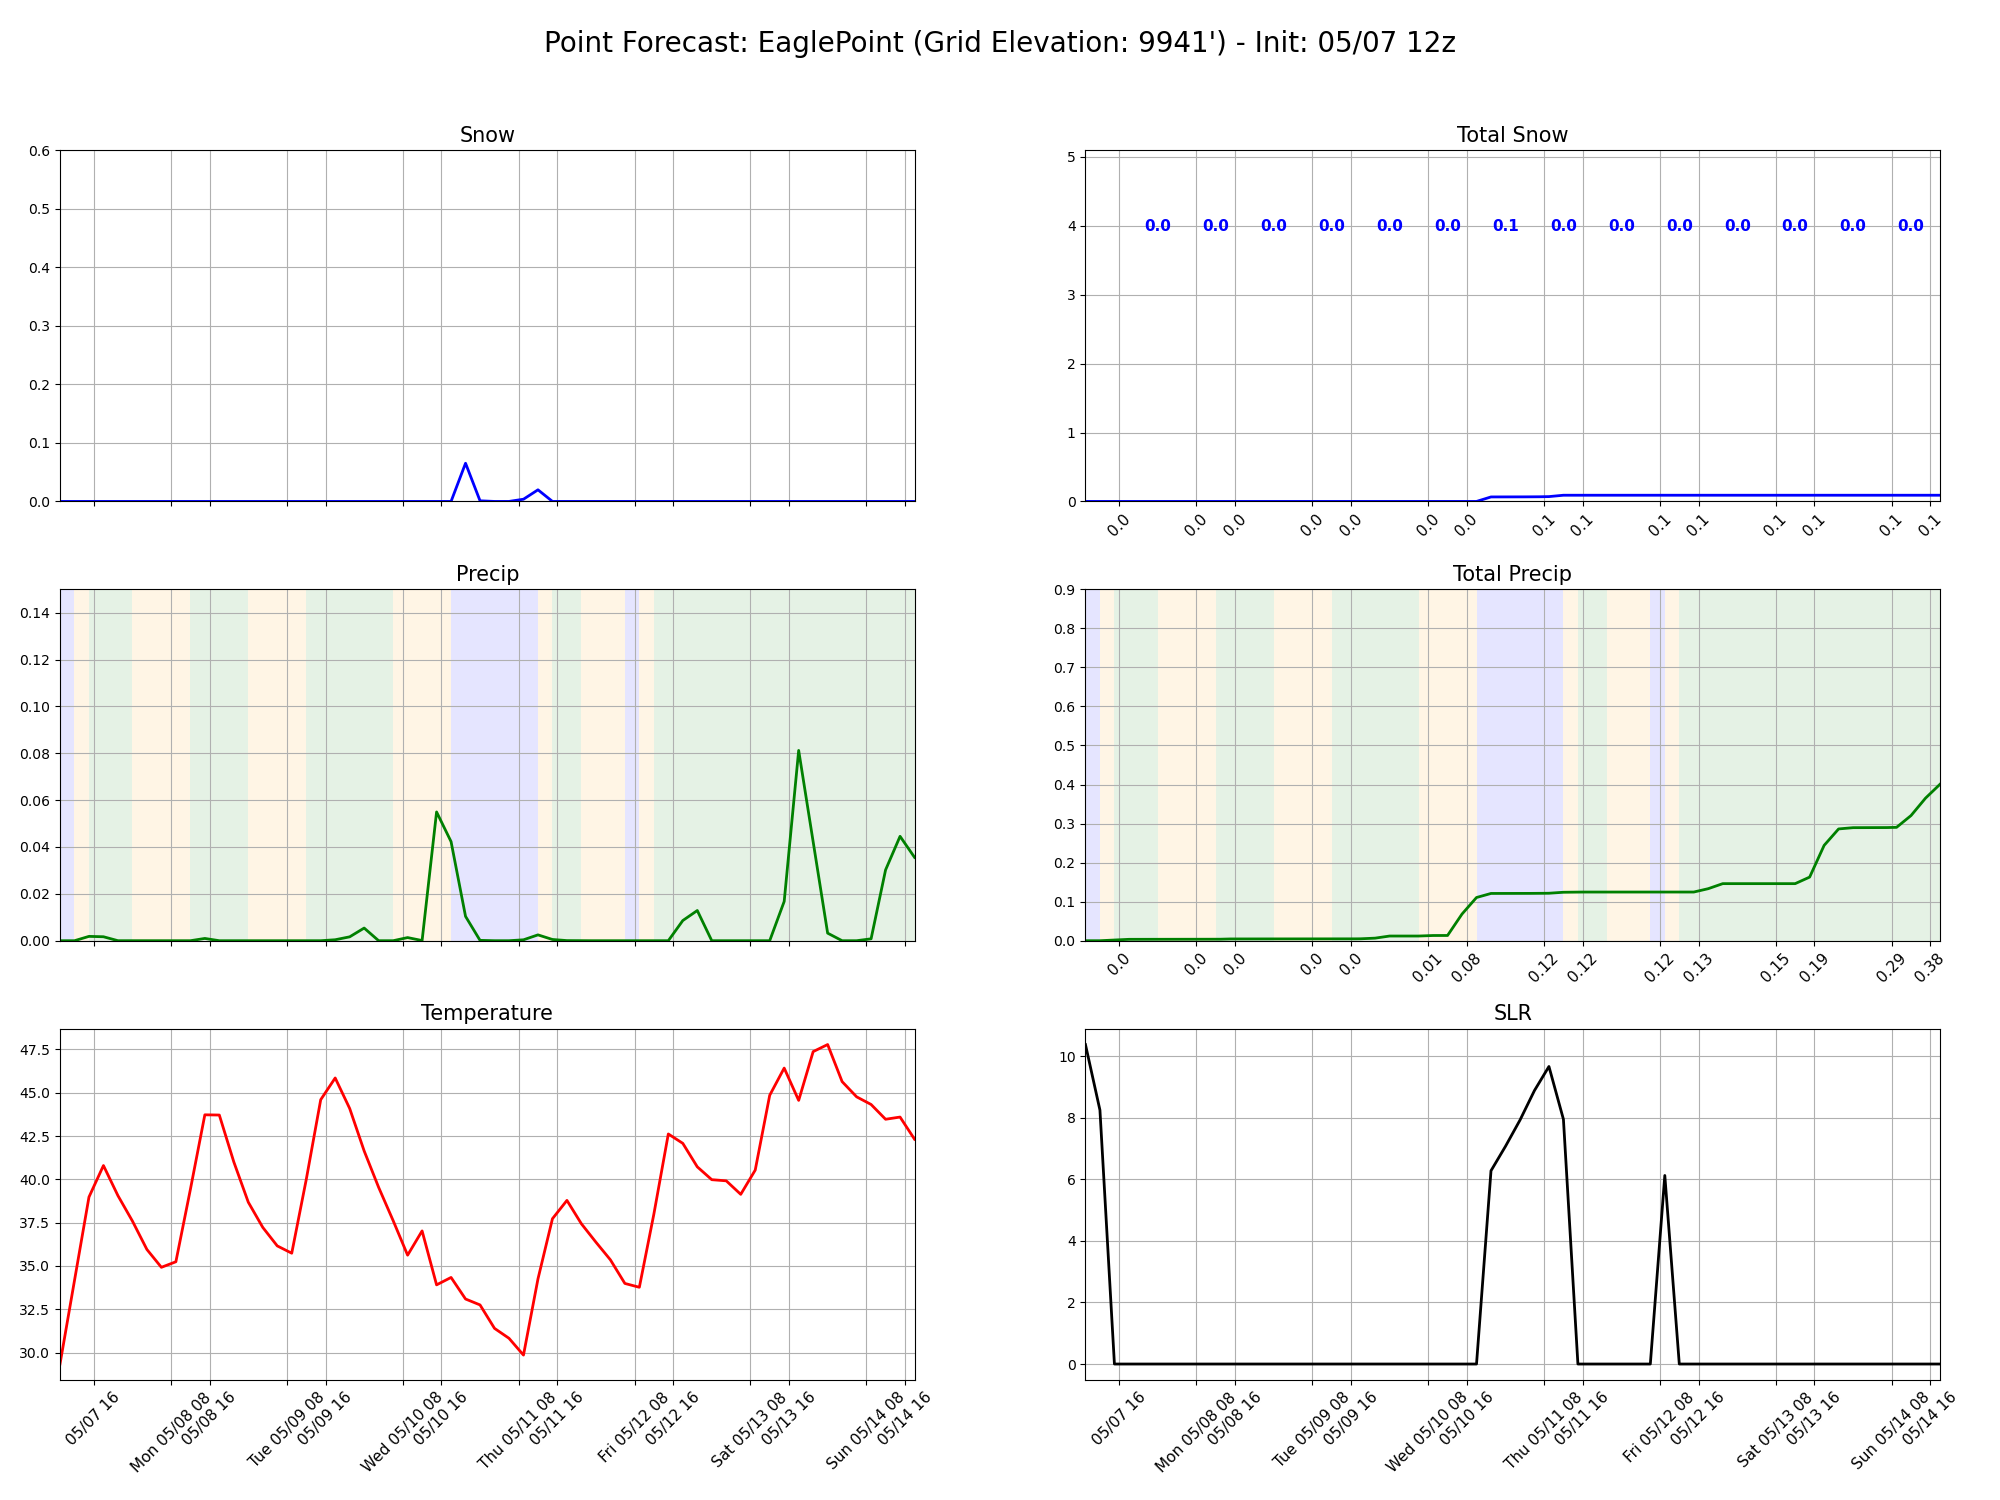 Point Forecast: EaglePoint (Grid Elevation: 9941') - Init: 05/07 12z
Snow
0.6
0.5
0.4
0.3
0.2
0.1
0.0
Total Snow
5
4
3
2
1
0
0.0 0.0 0.0 0.0 0.0 0.0 0.1 0.0 0.0 0.0 0.0 0.0 0.0 0.0
0.0 0.0 0.0 0.0 0.0 0.0 0.0 0.1 0.1 0.1 0.1 0.1 0.1 0.1 0.1
Precip
0.14
0.12
0.10
0.08
0.06
0.04
0.02
0.00
Total Precip
0.9
0.8
0.7
0.6
0.5
0.4
0.3
0.2
0.1
0.0
0.0 0.0 0.0 0.0 0.0 0.01 0.08 0.12 0.12 0.12 0.13 0.15 0.19 0.29 0.38
Temperature
47.5
45.0
42.5
40.0
37.5
35.0
32.5
30.0
05/07 16
Mon 05/08 08
05/08 16
Tue 05/09 08
05/09 16
Wed 05/10 08
05/10 16
Thu 05/11 08
05/11 16
Fri 05/12 08
05/12 16
Sat 05/13 08
05/13 16
Sun 05/14 08
05/14 16
SLR
10
8
6
4
2
0
05/07 16
Mon 05/08 08
05/08 16
Tue 05/09 08
05/09 16
Wed 05/10 08
05/10 16
Thu 05/11 08
05/11 16
Fri 05/12 08
05/12 16
Sat 05/13 08
05/13 16
Sun 05/14 08
05/14 16